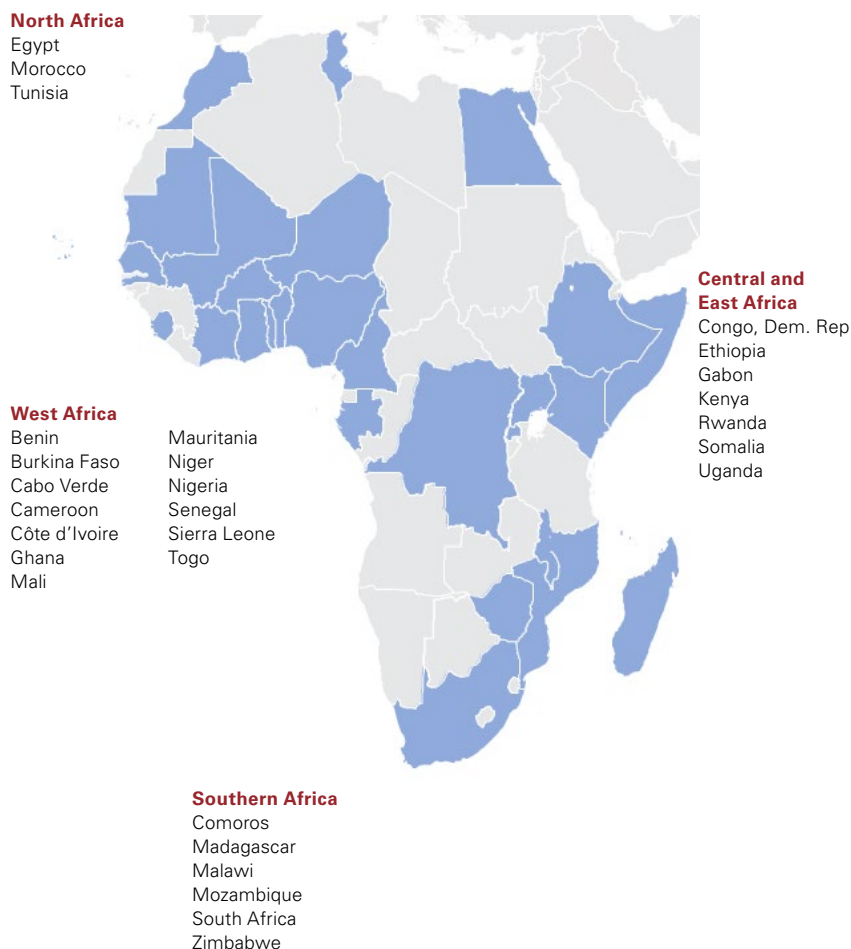 North Africa
Egypt
Morocco
Tunisia
Central and
East Africa
Congo, Dem. Rep
Ethiopia
Gabon
Kenya
Rwanda
Somalia
Uganda
West Africa
Benin
Burkina Faso
Cabo Verde
Cameroon
Côte d’Ivoire
Ghana
Mali
Mauritania
Niger
Nigeria
Senegal
Sierra Leone
Togo
Southern Africa
Comoros
Madagascar
Malawi
Mozambique
South Africa
Zimbabwe